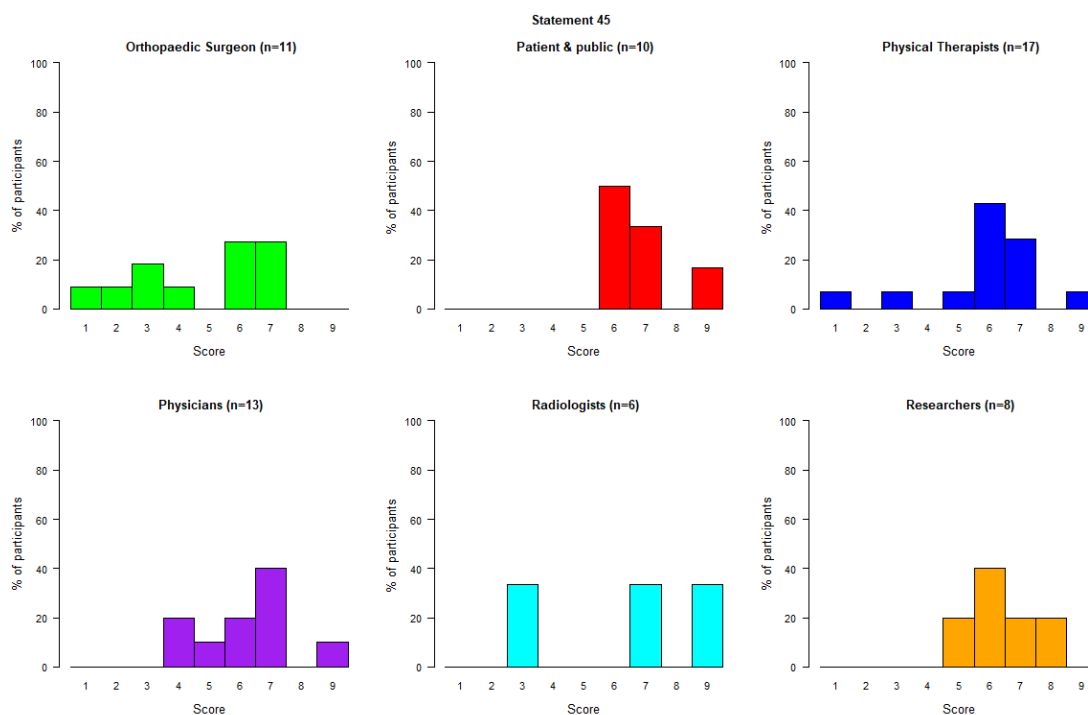 Statement 45
Orthopaedic Surgeon (n=11)
Patient & public (n=10)
Physical Therapists (n=17)
% of participants
100
80
60
40
20
0
1 2 3 4 5 6 7 8 9
Score
% of participants
100
80
60
40
20
0
1 2 3 4 5 6 7 8 9
Score
% of participants
100
80
60
40
20
0
1 2 3 4 5 6 7 8 9
Score
Physicians (n=13)
Radiologists (n=6)
Researchers (n=8)
% of participants
100
80
60
40
20
0
1 2 3 4 5 6 7 8 9
Score
% of participants
100
80
60
40
20
0
1 2 3 4 5 6 7 8 9
Score
% of participants
100
80
60
40
20
0
1 2 3 4 5 6 7 8 9
Score